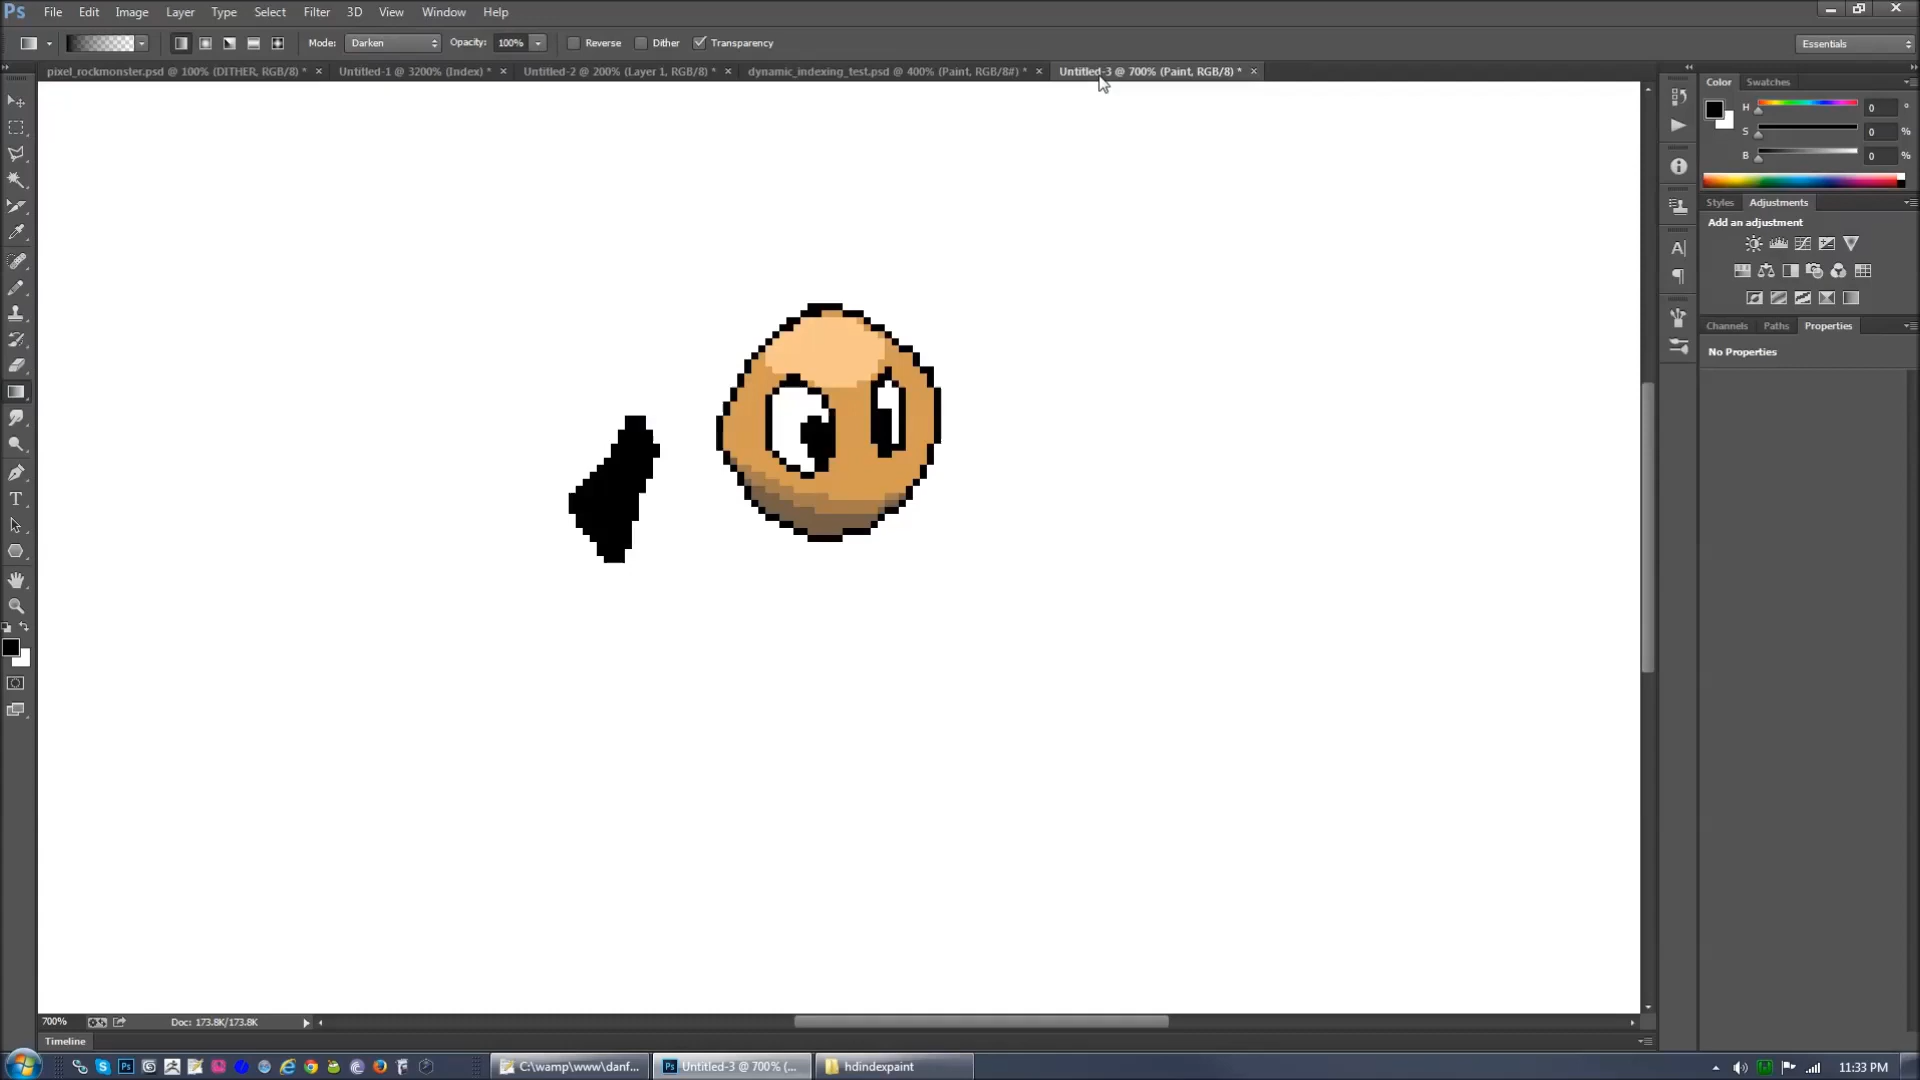 Ps File Edit Image Layer Type Select Filter 3D View Window Help
Mode: Darken Opacity: 100% Reverse Dither Transparency Essentials
pixel_rockmonster.psd @ 100% (DITHER, RGB/8) * × Untitled-1 @ 3200% (Index) * × Untitled-2 @ 200% (Layer 1, RGB/8) * × dynamic_indexing_test.psd @ 400% (Paint, RGB/8#) * × Untitled-3 @ 700% (Paint, RGB/8) * ×
Color Swatches
H 0 °
S 0 %
B 0 %
Styles Adjustments
Add an adjustment
Channels Paths Properties
No Properties
700% Doc: 173.8K/173.8K
Timeline
C:\wamp\www\danf... Untitled-3 @ 700% (... hdindexpaint 11:33 PM